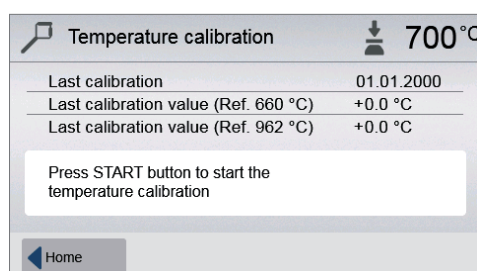 Temperature calibration 700°C
Last calibration 01.01.2000
Last calibration value (Ref. 660 °C) +0.0 °C
Last calibration value (Ref. 962 °C) +0.0 °C
Press START button to start the
temperature calibration
Home